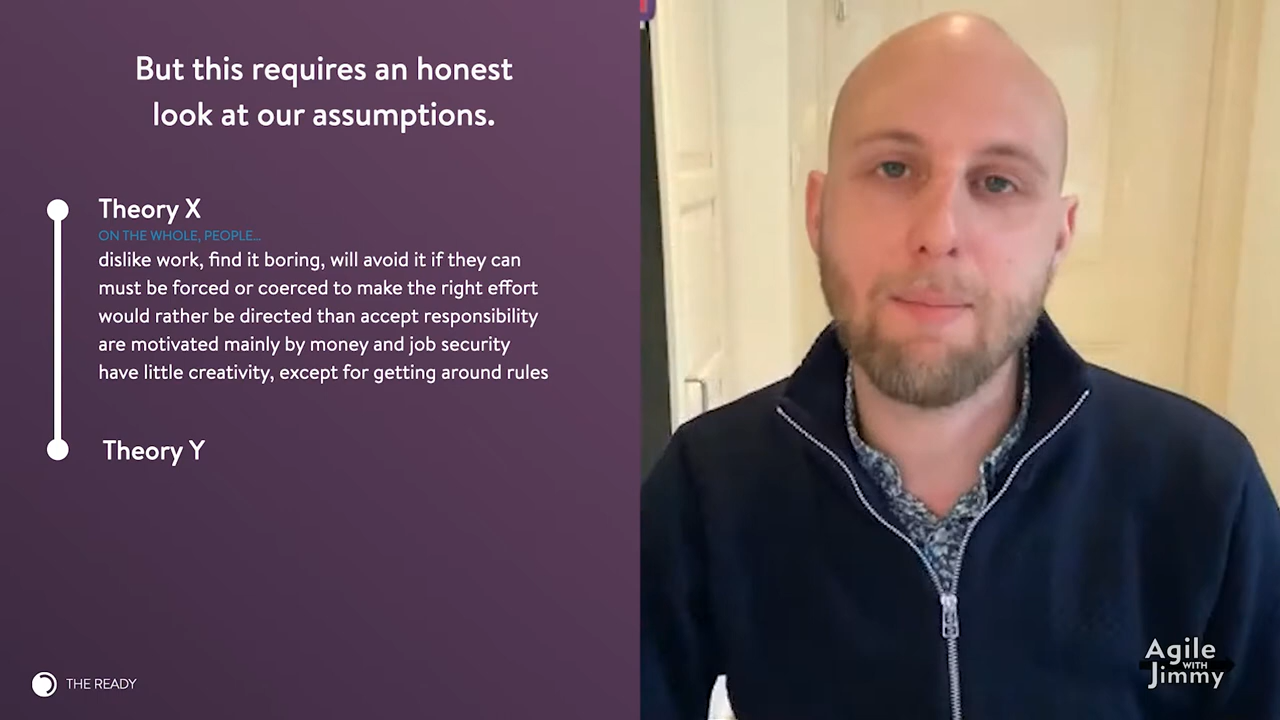 But this requires an honest
look at our assumptions.
Theory X
ON THE WHOLE, PEOPLE...
dislike work, find it boring, will avoid it if they can
must be forced or coerced to make the right effort
would rather be directed than accept responsibility
are motivated mainly by money and job security
have little creativity, except for getting around rules
Theory Y
THE READY
Agile
WITH
Jimmy